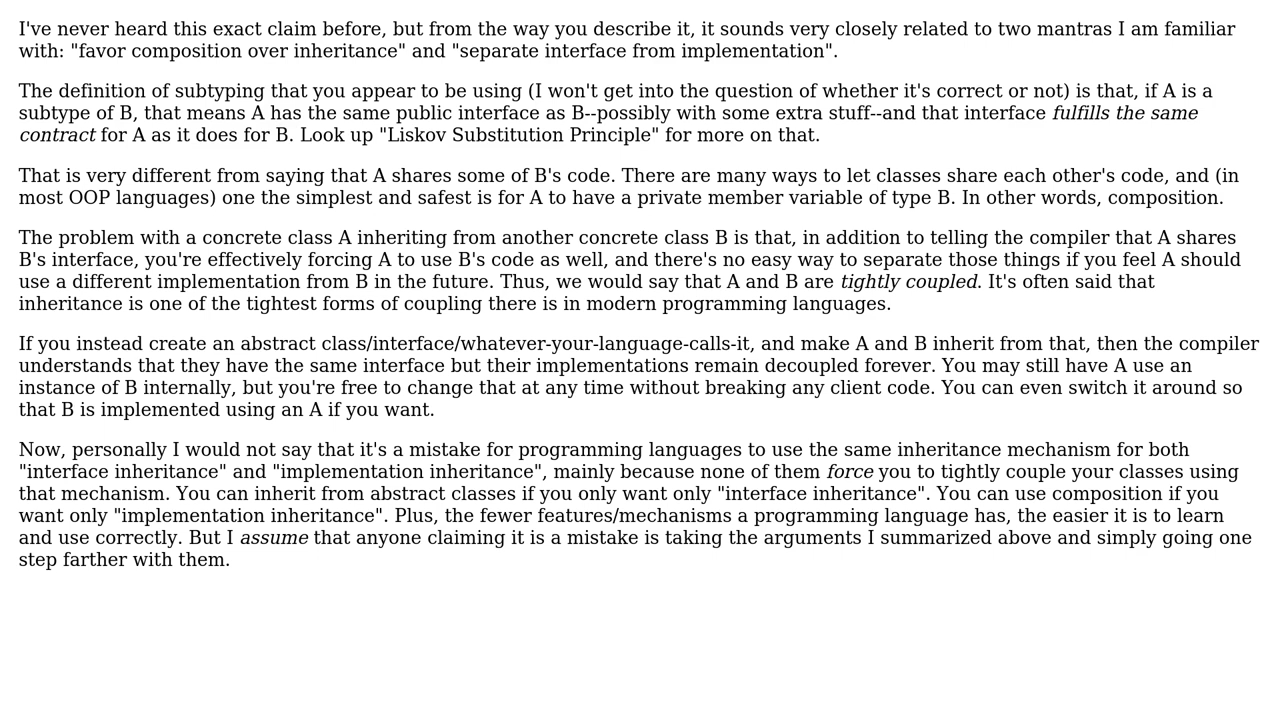 I've never heard this exact claim before, but from the way you describe it, it sounds very closely related to two mantras I am familiar
with: "favor composition over inheritance" and "separate interface from implementation".
The definition of subtyping that you appear to be using (I won't get into the question of whether it's correct or not) is that, if A is a
subtype of B, that means A has the same public interface as B--possibly with some extra stuff--and that interface fulfills the same
contract for A as it does for B. Look up "Liskov Substitution Principle" for more on that.
That is very different from saying that A shares some of B's code. There are many ways to let classes share each other's code, and (in
most OOP languages) one the simplest and safest is for A to have a private member variable of type B. In other words, composition.
The problem with a concrete class A inheriting from another concrete class B is that, in addition to telling the compiler that A shares
B's interface, you're effectively forcing A to use B's code as well, and there's no easy way to separate those things if you feel A should
use a different implementation from B in the future. Thus, we would say that A and B are tightly coupled. It's often said that
inheritance is one of the tightest forms of coupling there is in modern programming languages.
If you instead create an abstract class/interface/whatever-your-language-calls-it, and make A and B inherit from that, then the compiler
understands that they have the same interface but their implementations remain decoupled forever. You may still have A use an
instance of B internally, but you're free to change that at any time without breaking any client code. You can even switch it around so
that B is implemented using an A if you want.
Now, personally I would not say that it's a mistake for programming languages to use the same inheritance mechanism for both
"interface inheritance" and "implementation inheritance", mainly because none of them force you to tightly couple your classes using
that mechanism. You can inherit from abstract classes if you only want only "interface inheritance". You can use composition if you
want only "implementation inheritance". Plus, the fewer features/mechanisms a programming language has, the easier it is to learn
and use correctly. But I assume that anyone claiming it is a mistake is taking the arguments I summarized above and simply going one
step farther with them.